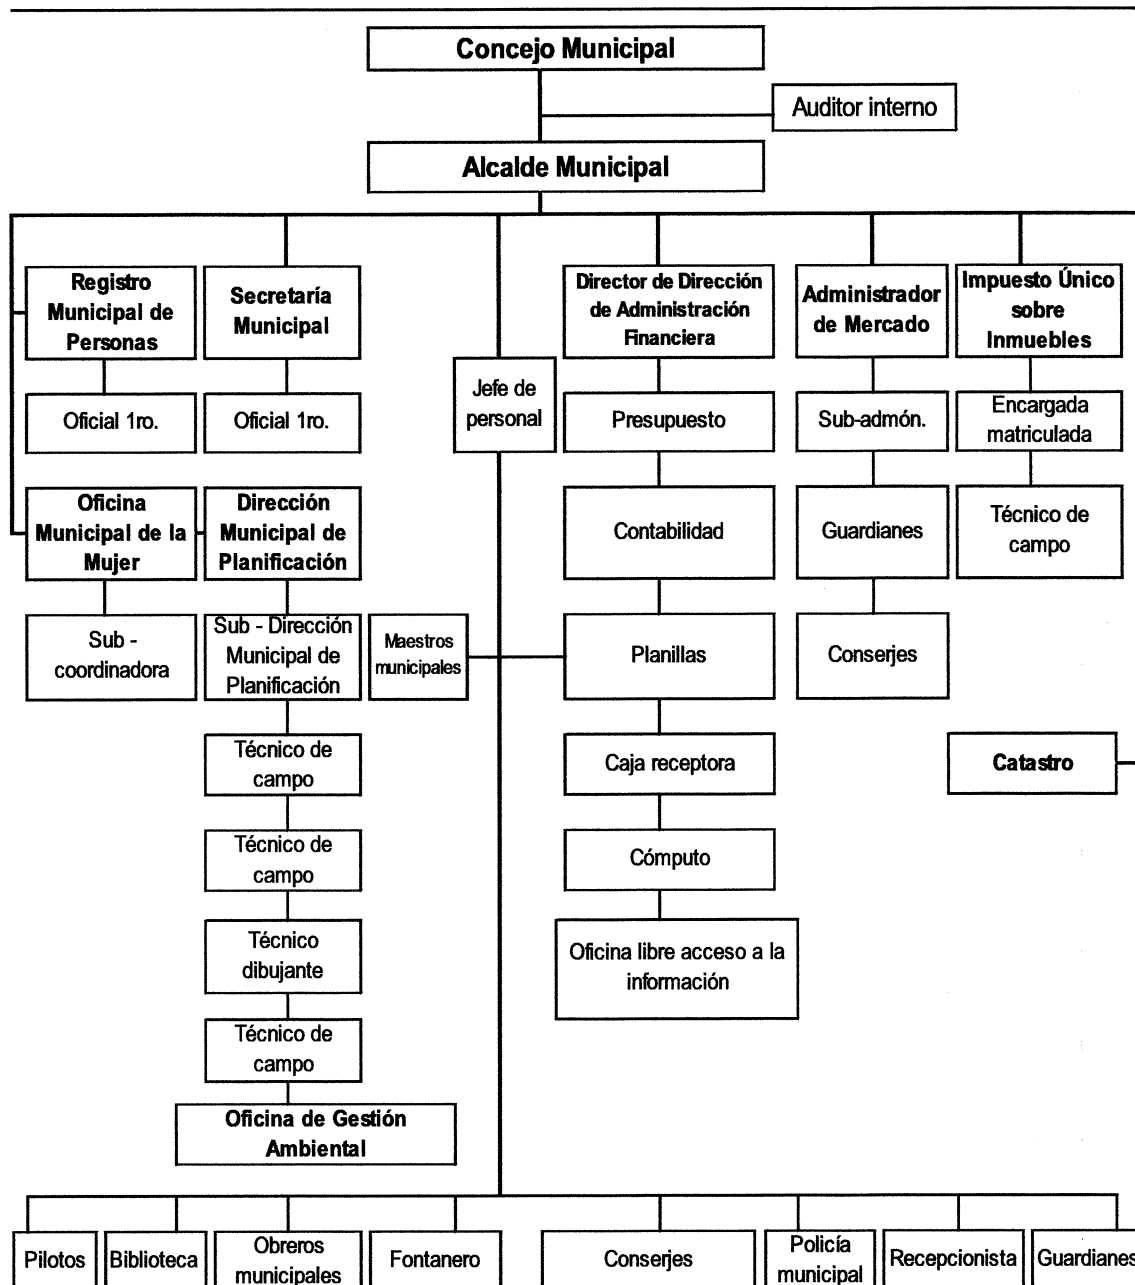 Concejo Municipal
Auditor interno
Alcalde Municipal
Registro
Municipal de
Personas
Secretaría
Municipal
Director de Dirección
de Administración
Financiera
Administrador
de Mercado
Impuesto Único
sobre
Inmuebles
Jefe de
personal
Oficial 1ro.
Oficial 1ro.
Presupuesto
Sub-admón.
Encargada
matriculada
Oficina
Municipal de la
Mujer
Dirección
Municipal de
Planificación
Contabilidad
Guardianes
Técnico de
campo
Sub -
coordinadora
Sub - Dirección
Municipal de
Planificación
Maestros
municipales
Planillas
Conserjes
Técnico de
campo
Caja receptora
Catastro
Técnico de
campo
Cómputo
Técnico
dibujante
Oficina libre acceso a la
información
Técnico de
campo
Oficina de Gestión
Ambiental
Pilotos
Biblioteca
Obreros
municipales
Fontanero
Conserjes
Policía
municipal
Recepcionista
Guardianes